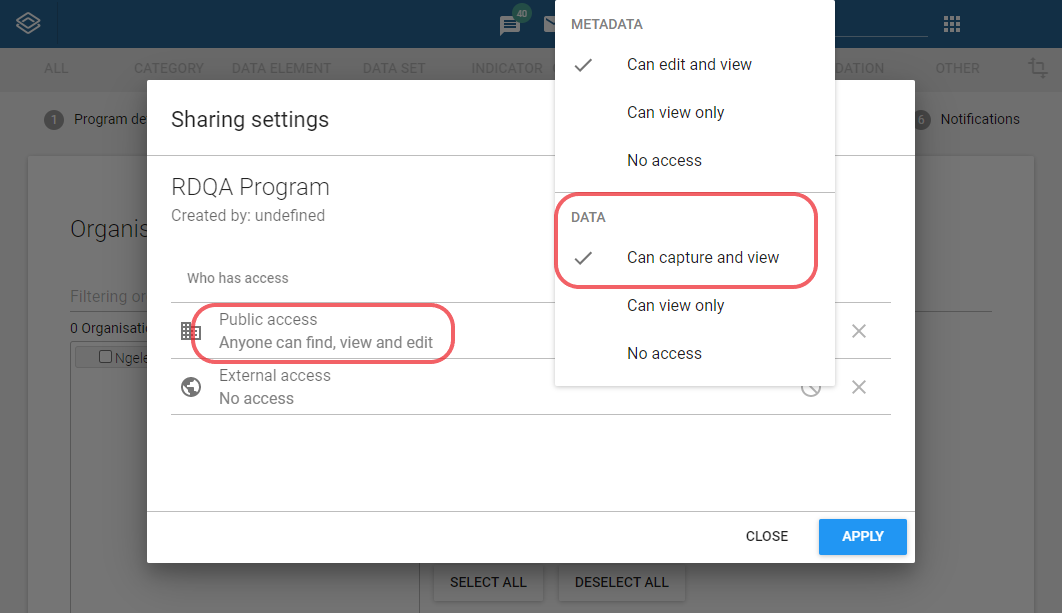 40
ALL CATEGORY DATA ELEMENT DATA SET INDICATOR DATION OTHER
1 Program de
6 Notifications
Sharing settings
METADATA
Can edit and view
Can view only
No access
DATA
Can capture and view
Can view only
No access
RDQA Program
Created by: undefined
Organis
Who has access
Filtering or
0 Organisati
Ngele
Public access
Anyone can find, view and edit
External access
No access
CLOSE
APPLY
SELECT ALL
DESELECT ALL